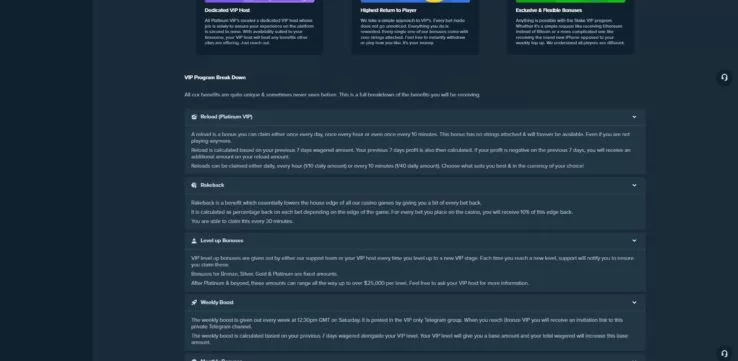 Dedicated VIP Host
All Platinum VIP's receive a dedicated VIP host whose
job is solely to ensure your experience on the platform
is second to none. With availability suited to your
timezone, your VIP host will beat any benefits other
sites are offering. Just reach out.
Highest Return to Player
We take a simple approach to VIP's. Every bet made
does not go unnoticed. Everything you do is
rewarded. Every single one of our bonuses come with
zero strings attached. Feel free to instantly withdraw
or play how you like. It's your money.
Exclusive & Flexible Bonuses
Anything is possible with the Stake VIP program.
Whether it's a simple request like receiving Ethereum
instead of Bitcoin or a more complicated one like
receiving the brand new iPhone opposed to your
weekly top up. We understand all players are different.
VIP Program Break Down
All our benefits are quite unique & sometimes never seen before. This is a full breakdown of the benefits you will be receiving
Reload (Platinum VIP)
A reload is a bonus you can claim either once every day, once every hour or even once every 10 minutes. This bonus has no strings attached & will forever be available. Even if you are not
playing anymore.
Reload is calculated based on your previous 7 days wagered amount. Your previous 7 days profit is also then calculated. If your profit is negative on the previous 7 days, you will receive an
additional amount on your reload amount.
Reloads can be claimed either daily, every hour (1/10 daily amount) or every 10 minutes (1/40 daily amount). Choose what suits you best & in the currency of your choice!
Rakeback
Rakeback is a benefit which essentially lowers the house edge of all our casino games by giving you a bit of every bet back.
It is calculated as percentage back on each bet depending on the edge of the game. For every bet you place on the casino, you will receive 10% of this edge back.
You are able to claim this every 30 minutes.
Level up Bonuses
VIP level up bonuses are given out by either our support team or your VIP host every time you level up to a new VIP stage. Each time you reach a new level, support will notify you to ensure
you claim these.
Bonuses for Bronze, Silver, Gold & Platinum are fixed amounts.
After Platinum & beyond, these amounts can range all the way up to over $25,000 per level. Feel free to ask your VIP host for more information.
Weekly Boost
The weekly boost is given out every week at 12:30pm GMT on Saturday. It is posted in the VIP only Telegram group. When you reach Bronze VIP you will receive an invitation link to this
private Telegram channel.
The weekly boost is calculated based on your previous 7 days wagered alongside your VIP level. Your VIP level will give you a base amount and your total wagered will increase this base
amount.